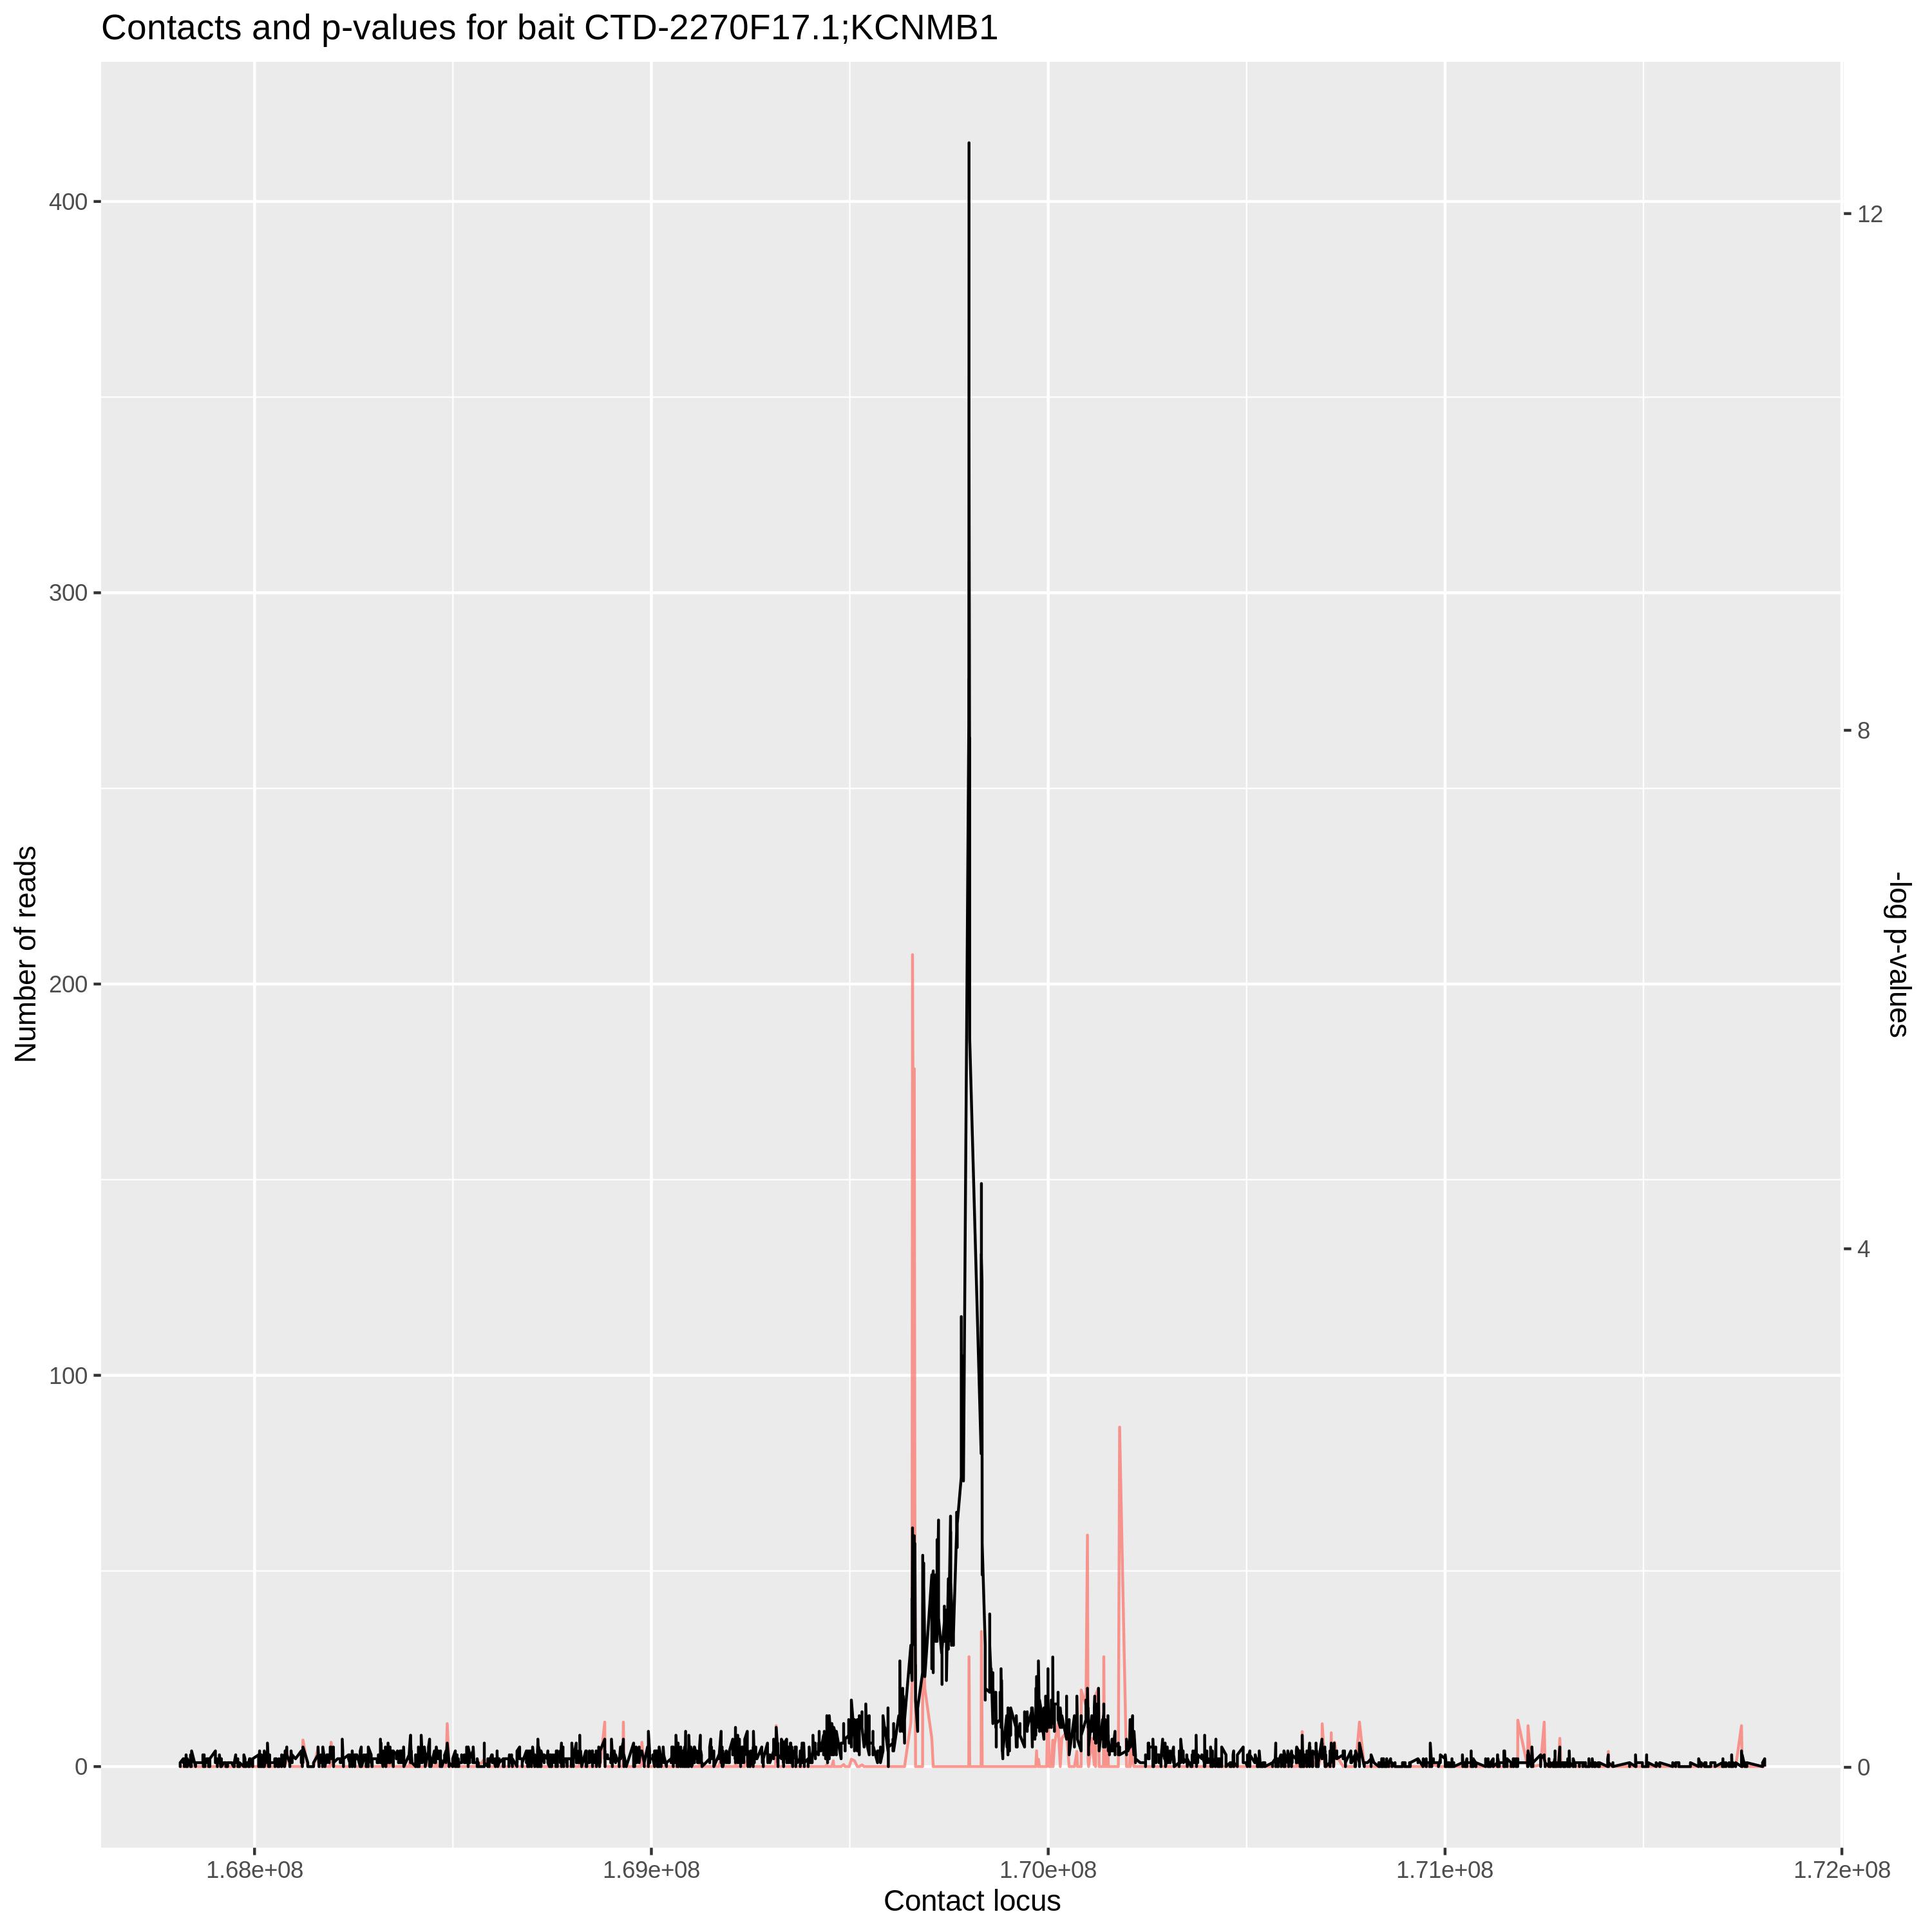 Contacts and p-values for bait CTD-2270F17.1;KCNMB1
400
300
200
100
0
Number of reads
12
8
4
0
-log p-values
1.68e+08
1.69e+08
1.70e+08
1.71e+08
1.72e+08
Contact locus